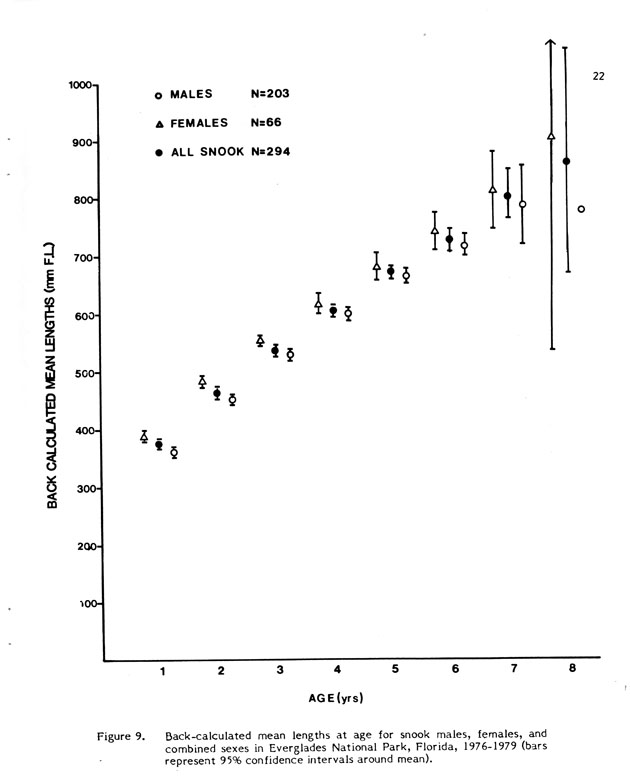 22
○ MALES N=203
△ FEMALES N=66
● ALL SNOOK N=294
1000
900
800
700
600
500
400
300
200
100
BACK CALCULATED MEAN LENGTHS (mm F.L.)
1 2 3 4 5 6 7 8
AGE (yrs)
Figure 9. Back-calculated mean lengths at age for snook males, females, and
combined sexes in Everglades National Park, Florida, 1976-1979 (bars
represent 95% confidence intervals around mean).